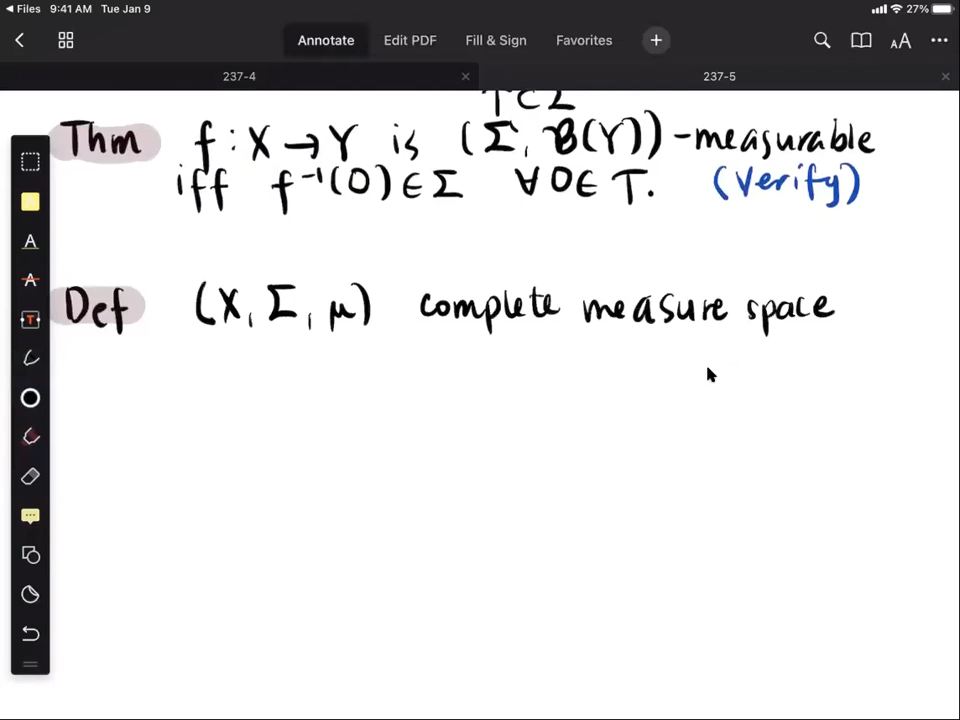 Files 9:41 AM Tue Jan 9 27%
Annotate Edit PDF Fill & Sign Favorites
237-4 237-5
Thm f : X → Y is (Σ, B(Y)) -measurable
iff f⁻¹(O) ∈ Σ ∀ O ∈ T. (Verify)
Def (X, Σ, μ) complete measure space